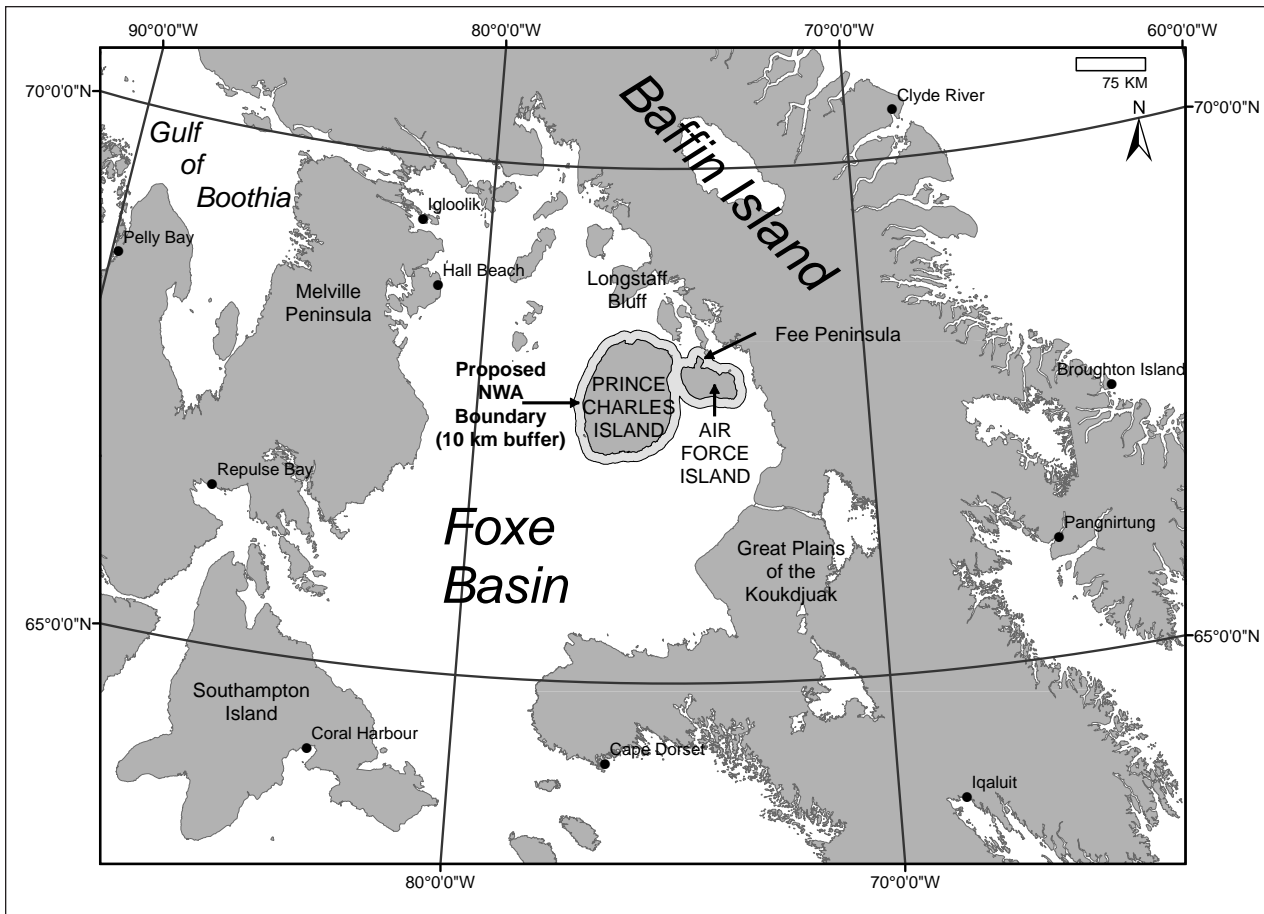 90°0'0"W
80°0'0"W
70°0'0"W
60°0'0"W
75 KM
N
70°0'0"N
70°0'0"N
Clyde River
Baffin Island
Gulf
of
Boothia
Igloolik
Pelly Bay
Hall Beach
Longstaff
Bluff
Melville
Peninsula
Fee Peninsula
Proposed
NWA
Boundary
(10 km buffer)
PRINCE
CHARLES
ISLAND
Broughton Island
AIR
FORCE
ISLAND
Repulse Bay
Foxe
Basin
Pangnirtung
Great Plains
of the
Koukdjuak
65°0'0"N
65°0'0"N
Southampton
Island
Coral Harbour
Cape Dorset
Iqaluit
80°0'0"W
70°0'0"W